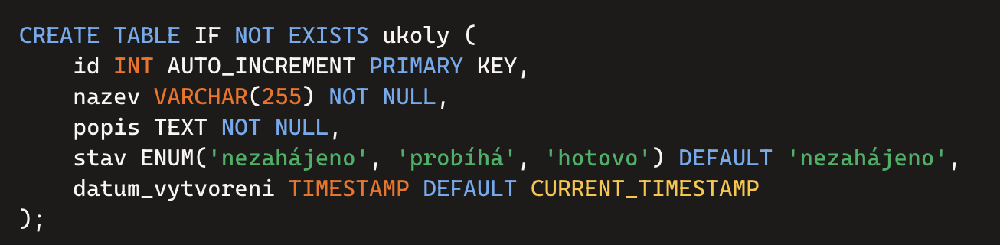 CREATE TABLE IF NOT EXISTS ukoly (
    id INT AUTO_INCREMENT PRIMARY KEY,
    nazev VARCHAR(255) NOT NULL,
    popis TEXT NOT NULL,
    stav ENUM('nezahájeno', 'probíhá', 'hotovo') DEFAULT 'nezahájeno',
    datum_vytvoreni TIMESTAMP DEFAULT CURRENT_TIMESTAMP
);